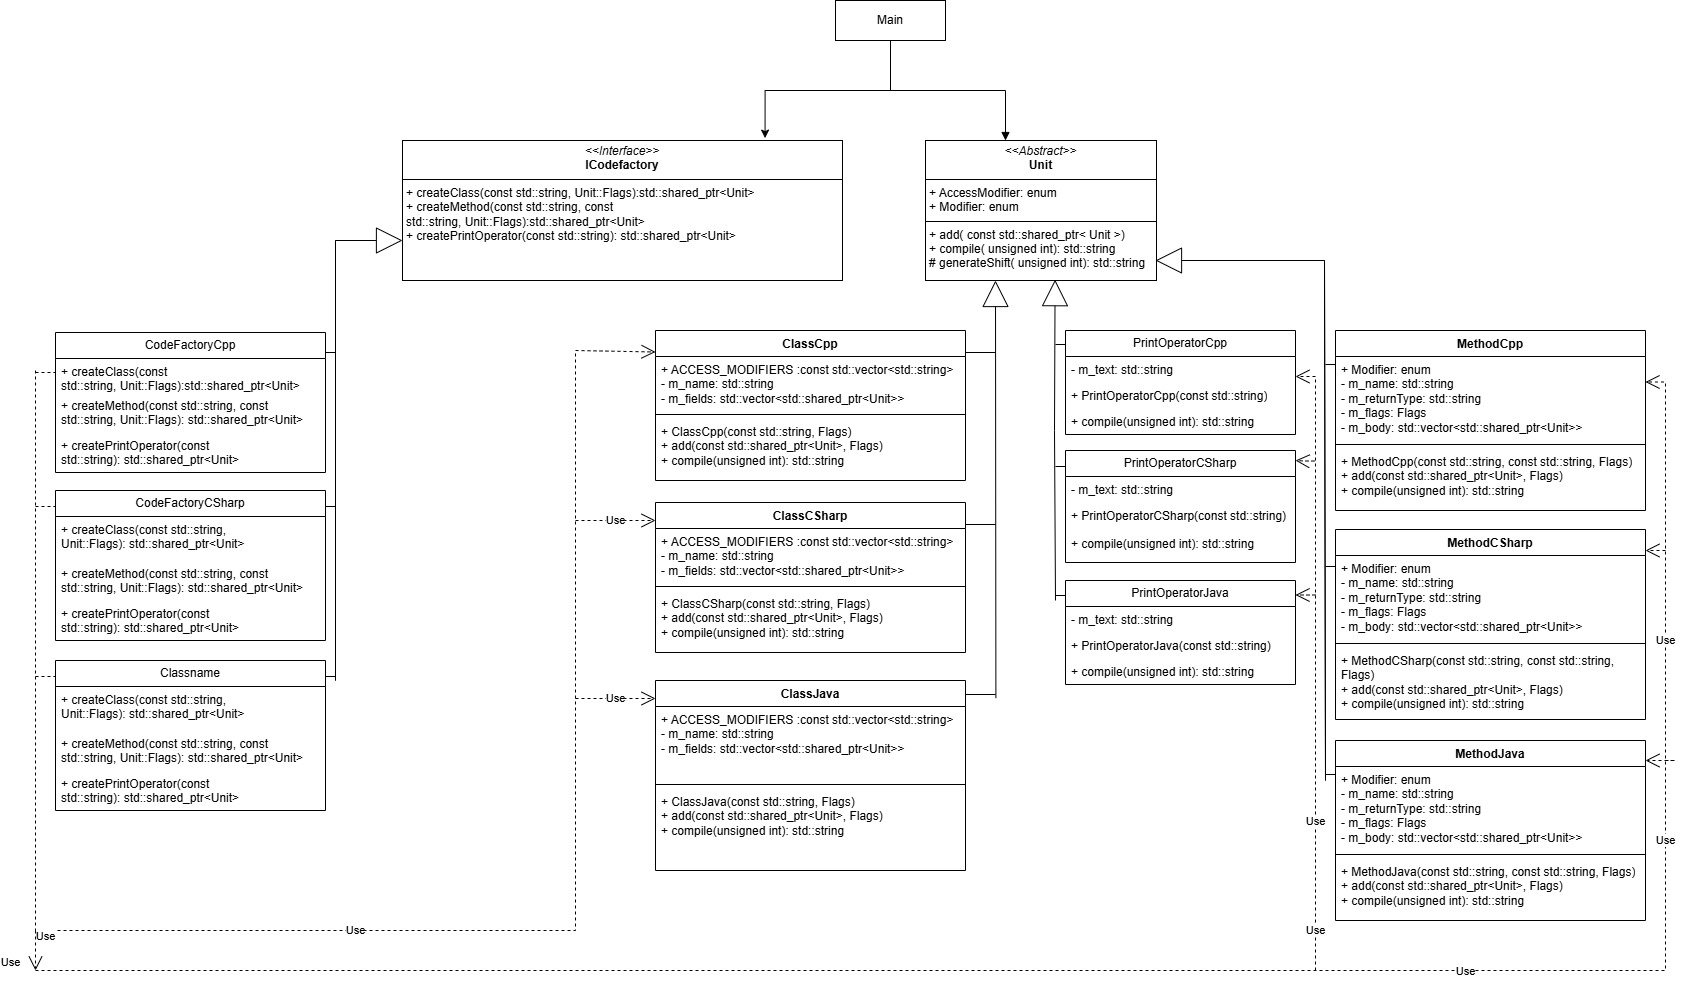 Main
<<Interface>>
ICodefactory
+ createClass(const std::string, Unit::Flags):std::shared_ptr<Unit>
+ createMethod(const std::string, const
std::string, Unit::Flags):std::shared_ptr<Unit>
+ createPrintOperator(const std::string): std::shared_ptr<Unit>
<<Abstract>>
Unit
+ AccessModifier: enum
+ Modifier: enum
+ add( const std::shared_ptr< Unit >)
+ compile( unsigned int): std::string
# generateShift( unsigned int): std::string
CodeFactoryCpp
+ createClass(const
std::string, Unit::Flags):std::shared_ptr<Unit>
+ createMethod(const std::string, const
std::string, Unit::Flags): std::shared_ptr<Unit>
+ createPrintOperator(const
std::string): std::shared_ptr<Unit>
CodeFactoryCSharp
+ createClass(const std::string,
Unit::Flags): std::shared_ptr<Unit>
+ createMethod(const std::string, const
std::string, Unit::Flags): std::shared_ptr<Unit>
+ createPrintOperator(const
std::string): std::shared_ptr<Unit>
Classname
+ createClass(const std::string,
Unit::Flags): std::shared_ptr<Unit>
+ createMethod(const std::string, const
std::string, Unit::Flags): std::shared_ptr<Unit>
+ createPrintOperator(const
std::string): std::shared_ptr<Unit>
ClassCpp
+ ACCESS_MODIFIERS :const std::vector<std::string>
- m_name: std::string
- m_fields: std::vector<std::shared_ptr<Unit>>
+ ClassCpp(const std::string, Flags)
+ add(const std::shared_ptr<Unit>, Flags)
+ compile(unsigned int): std::string
Use
ClassCSharp
+ ACCESS_MODIFIERS :const std::vector<std::string>
- m_name: std::string
- m_fields: std::vector<std::shared_ptr<Unit>>
+ ClassCSharp(const std::string, Flags)
+ add(const std::shared_ptr<Unit>, Flags)
+ compile(unsigned int): std::string
Use
ClassJava
+ ACCESS_MODIFIERS :const std::vector<std::string>
- m_name: std::string
- m_fields: std::vector<std::shared_ptr<Unit>>
+ ClassJava(const std::string, Flags)
+ add(const std::shared_ptr<Unit>, Flags)
+ compile(unsigned int): std::string
PrintOperatorCpp
- m_text: std::string
+ PrintOperatorCpp(const std::string)
+ compile(unsigned int): std::string
PrintOperatorCSharp
- m_text: std::string
+ PrintOperatorCSharp(const std::string)
+ compile(unsigned int): std::string
PrintOperatorJava
- m_text: std::string
+ PrintOperatorJava(const std::string)
+ compile(unsigned int): std::string
MethodCpp
+ Modifier: enum
- m_name: std::string
- m_returnType: std::string
- m_flags: Flags
- m_body: std::vector<std::shared_ptr<Unit>>
+ MethodCpp(const std::string, const std::string, Flags)
+ add(const std::shared_ptr<Unit>, Flags)
+ compile(unsigned int): std::string
MethodCSharp
+ Modifier: enum
- m_name: std::string
- m_returnType: std::string
- m_flags: Flags
- m_body: std::vector<std::shared_ptr<Unit>>
+ MethodCSharp(const std::string, const std::string,
Flags)
+ add(const std::shared_ptr<Unit>, Flags)
+ compile(unsigned int): std::string
Use
MethodJava
+ Modifier: enum
- m_name: std::string
- m_returnType: std::string
- m_flags: Flags
- m_body: std::vector<std::shared_ptr<Unit>>
+ MethodJava(const std::string, const std::string, Flags)
+ add(const std::shared_ptr<Unit>, Flags)
+ compile(unsigned int): std::string
Use
Use
Use
Use
Use
Use
Use